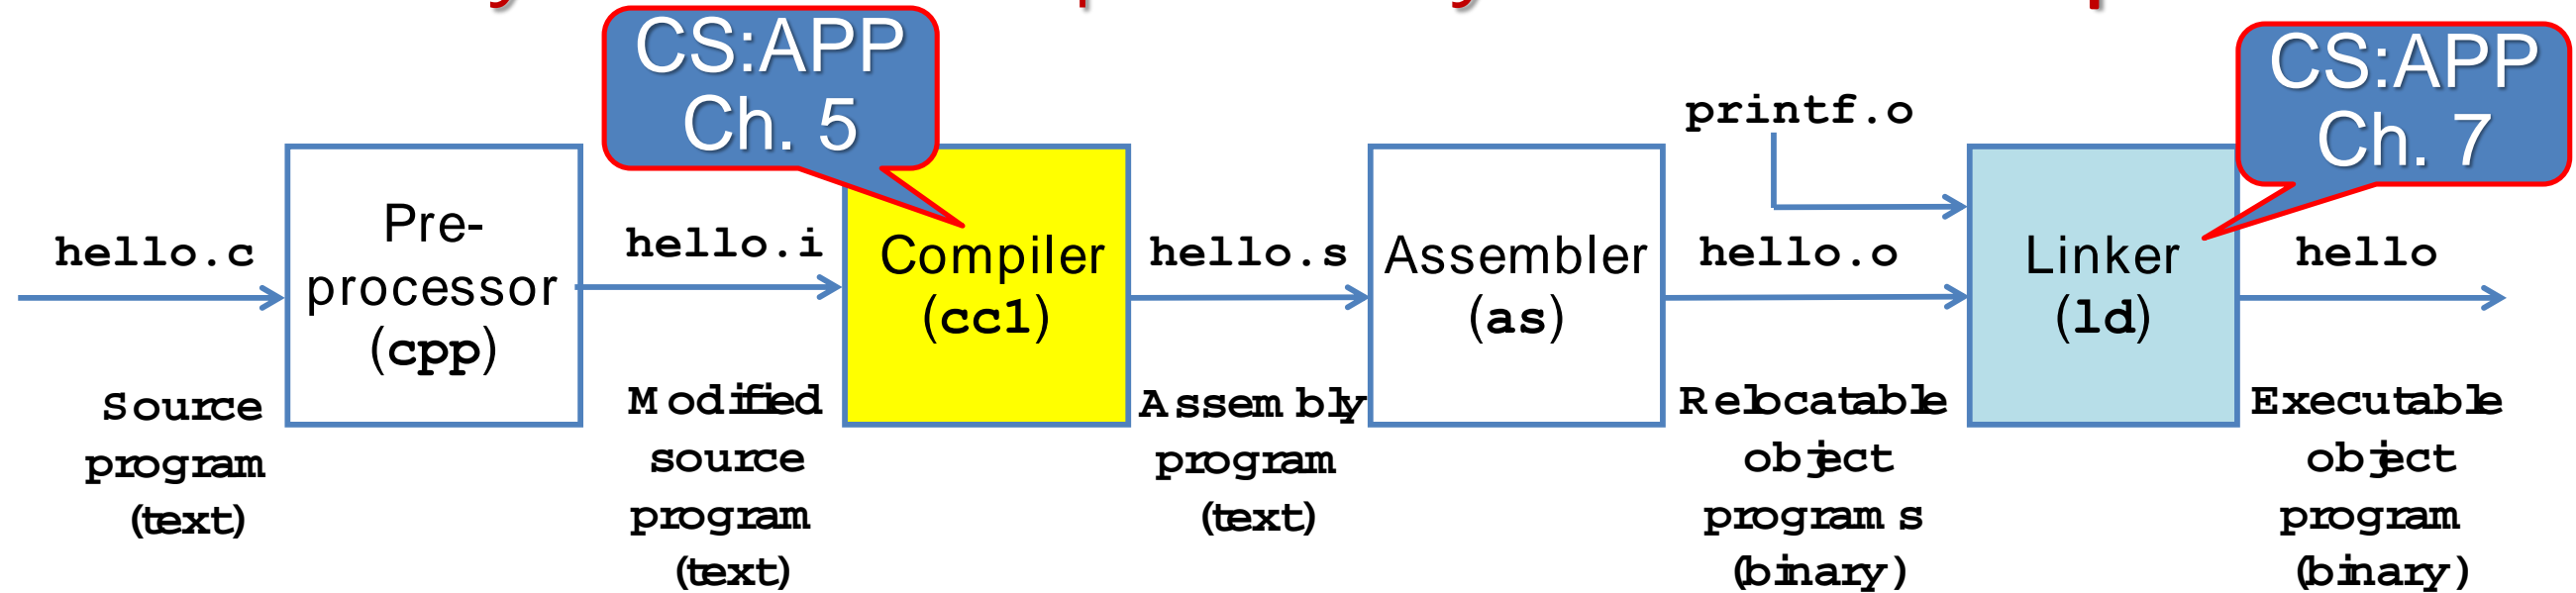 CS:APP
Ch. 5
CS:APP
Ch. 7
printf.o
hello.c
Pre-
processor
(cpp)
hello.i
Compiler
(cc1)
hello.s
Assembler
(as)
hello.o
Linker
(ld)
hello
Source
program
(text)
Modified
source
program
(text)
Assembly
program
(text)
Relocatable
object
programs
(binary)
Executable
object
program
(binary)